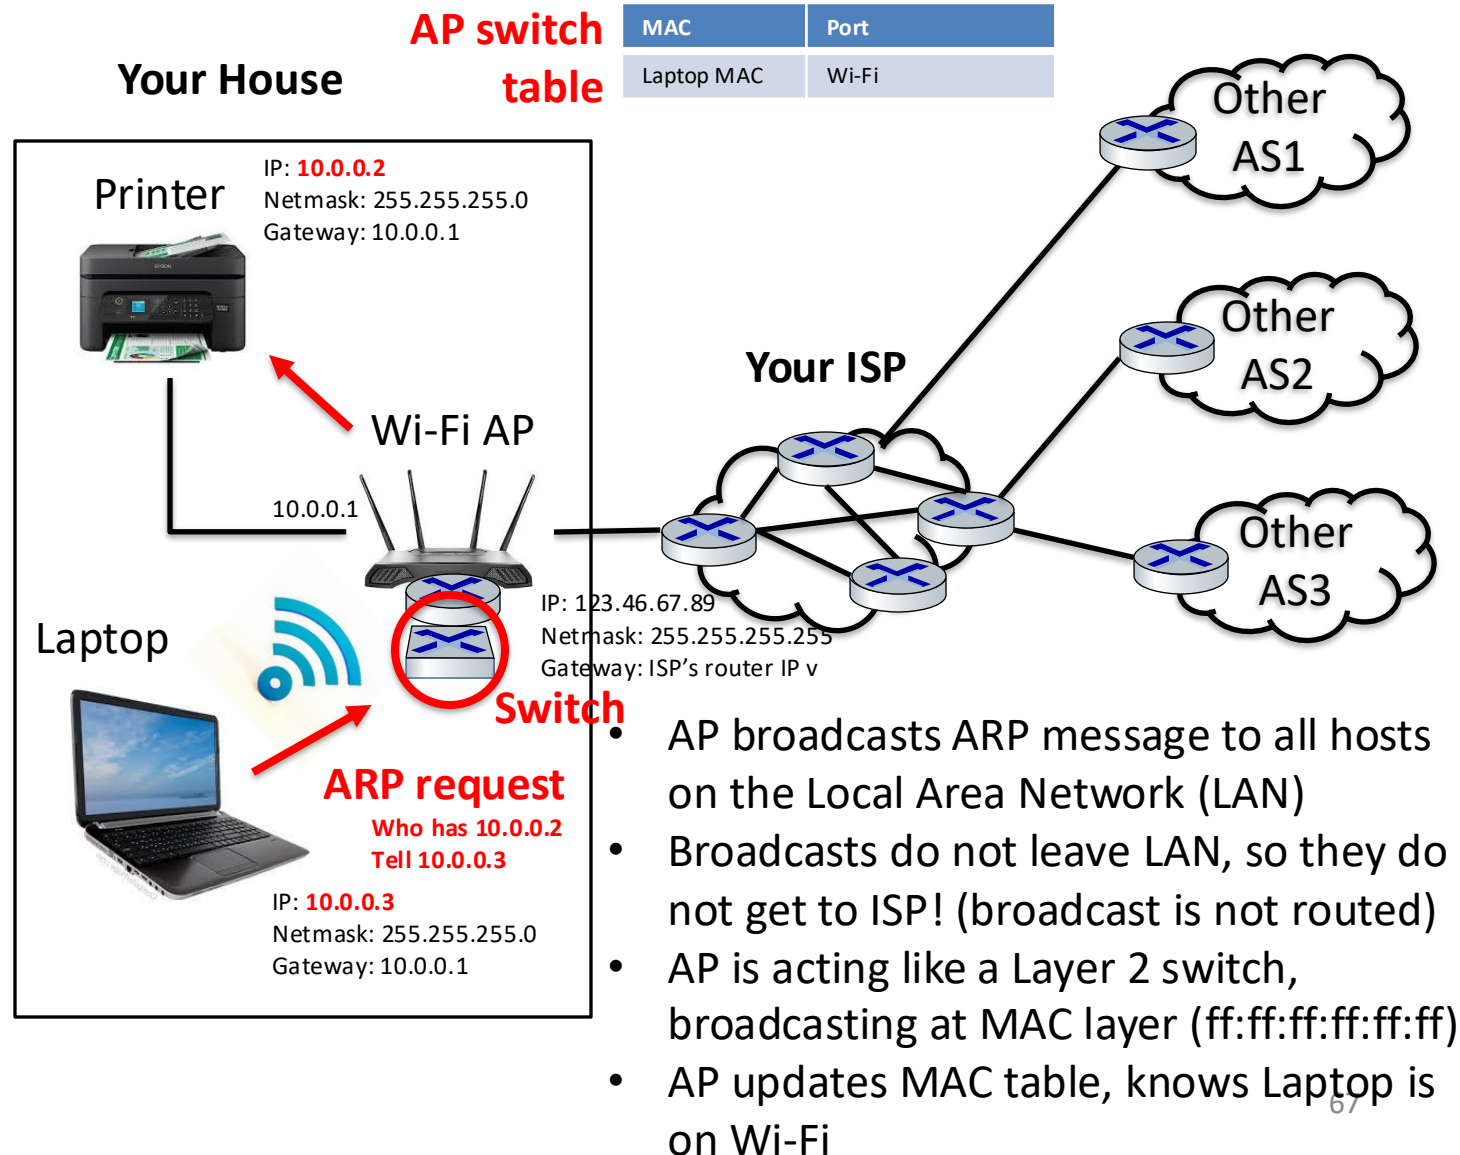 AP switch
table
MAC Port
Laptop MAC Wi-Fi
Your House
Printer
IP: 10.0.0.2
Netmask: 255.255.255.0
Gateway: 10.0.0.1
Wi-Fi AP
10.0.0.1
Laptop
IP: 123.46.67.89
Netmask: 255.255.255.255
Gateway: ISP's router IP v
Switch
ARP request
Who has 10.0.0.2
Tell 10.0.0.3
IP: 10.0.0.3
Netmask: 255.255.255.0
Gateway: 10.0.0.1
Your ISP
Other
AS1
Other
AS2
Other
AS3
• AP broadcasts ARP message to all hosts
on the Local Area Network (LAN)
• Broadcasts do not leave LAN, so they do
not get to ISP! (broadcast is not routed)
• AP is acting like a Layer 2 switch,
broadcasting at MAC layer (ff:ff:ff:ff:ff:ff)
• AP updates MAC table, knows Laptop is
on Wi-Fi
67